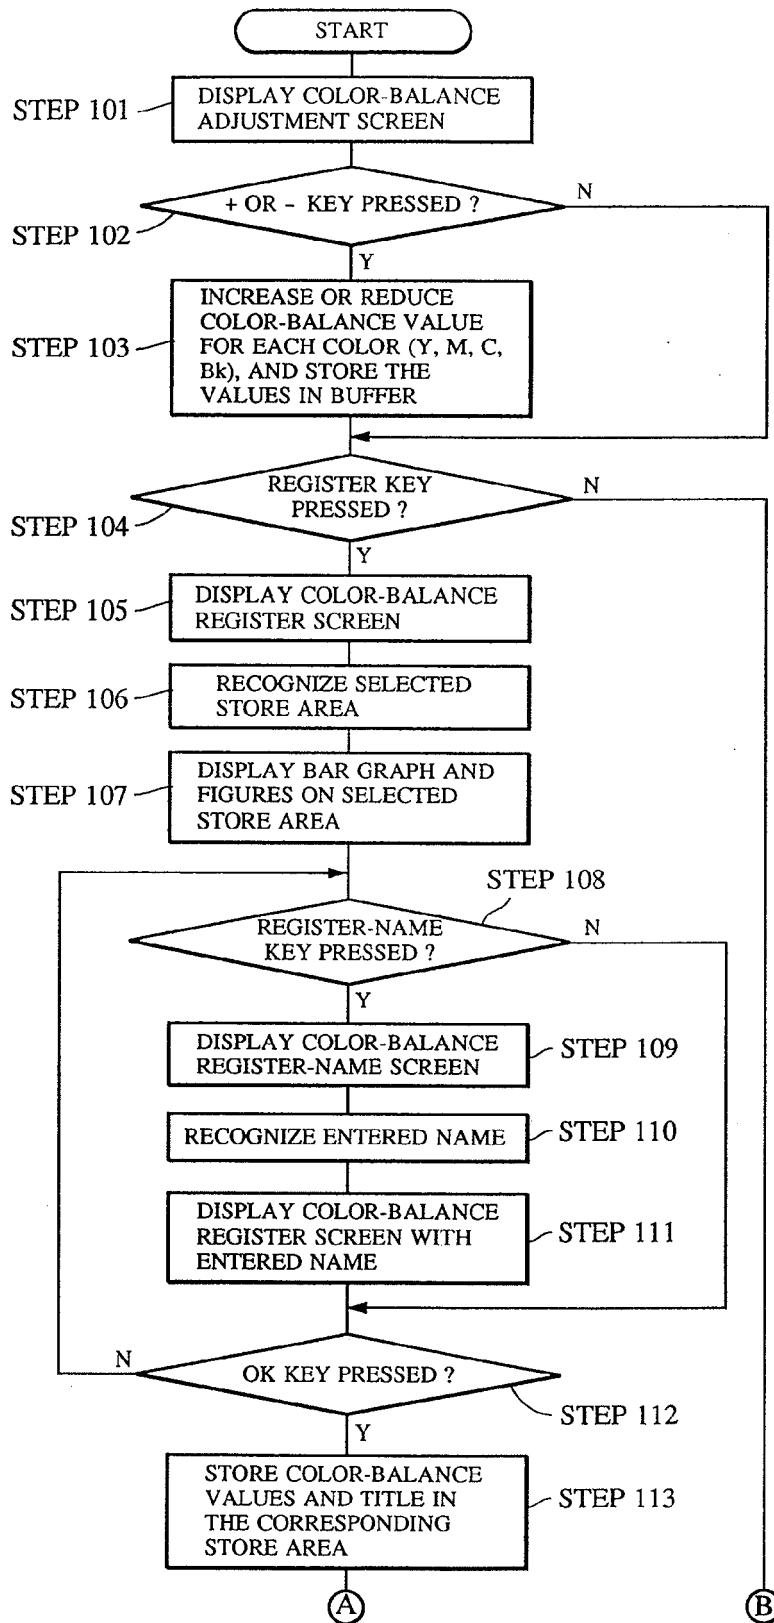 START
STEP 101
DISPLAY COLOR-BALANCE
ADJUSTMENT SCREEN
+ OR - KEY PRESSED ?
N
STEP 102
Y
STEP 103
INCREASE OR REDUCE
COLOR-BALANCE VALUE
FOR EACH COLOR (Y, M, C,
Bk), AND STORE THE
VALUES IN BUFFER
REGISTER KEY
PRESSED ?
N
STEP 104
Y
STEP 105
DISPLAY COLOR-BALANCE
REGISTER SCREEN
STEP 106
RECOGNIZE SELECTED
STORE AREA
STEP 107
DISPLAY BAR GRAPH AND
FIGURES ON SELECTED
STORE AREA
STEP 108
REGISTER-NAME
KEY PRESSED ?
N
Y
DISPLAY COLOR-BALANCE
REGISTER-NAME SCREEN
STEP 109
RECOGNIZE ENTERED NAME
STEP 110
DISPLAY COLOR-BALANCE
REGISTER SCREEN WITH
ENTERED NAME
STEP 111
N
OK KEY PRESSED ?
STEP 112
Y
STORE COLOR-BALANCE
VALUES AND TITLE IN
THE CORRESPONDING
STORE AREA
STEP 113
A
B